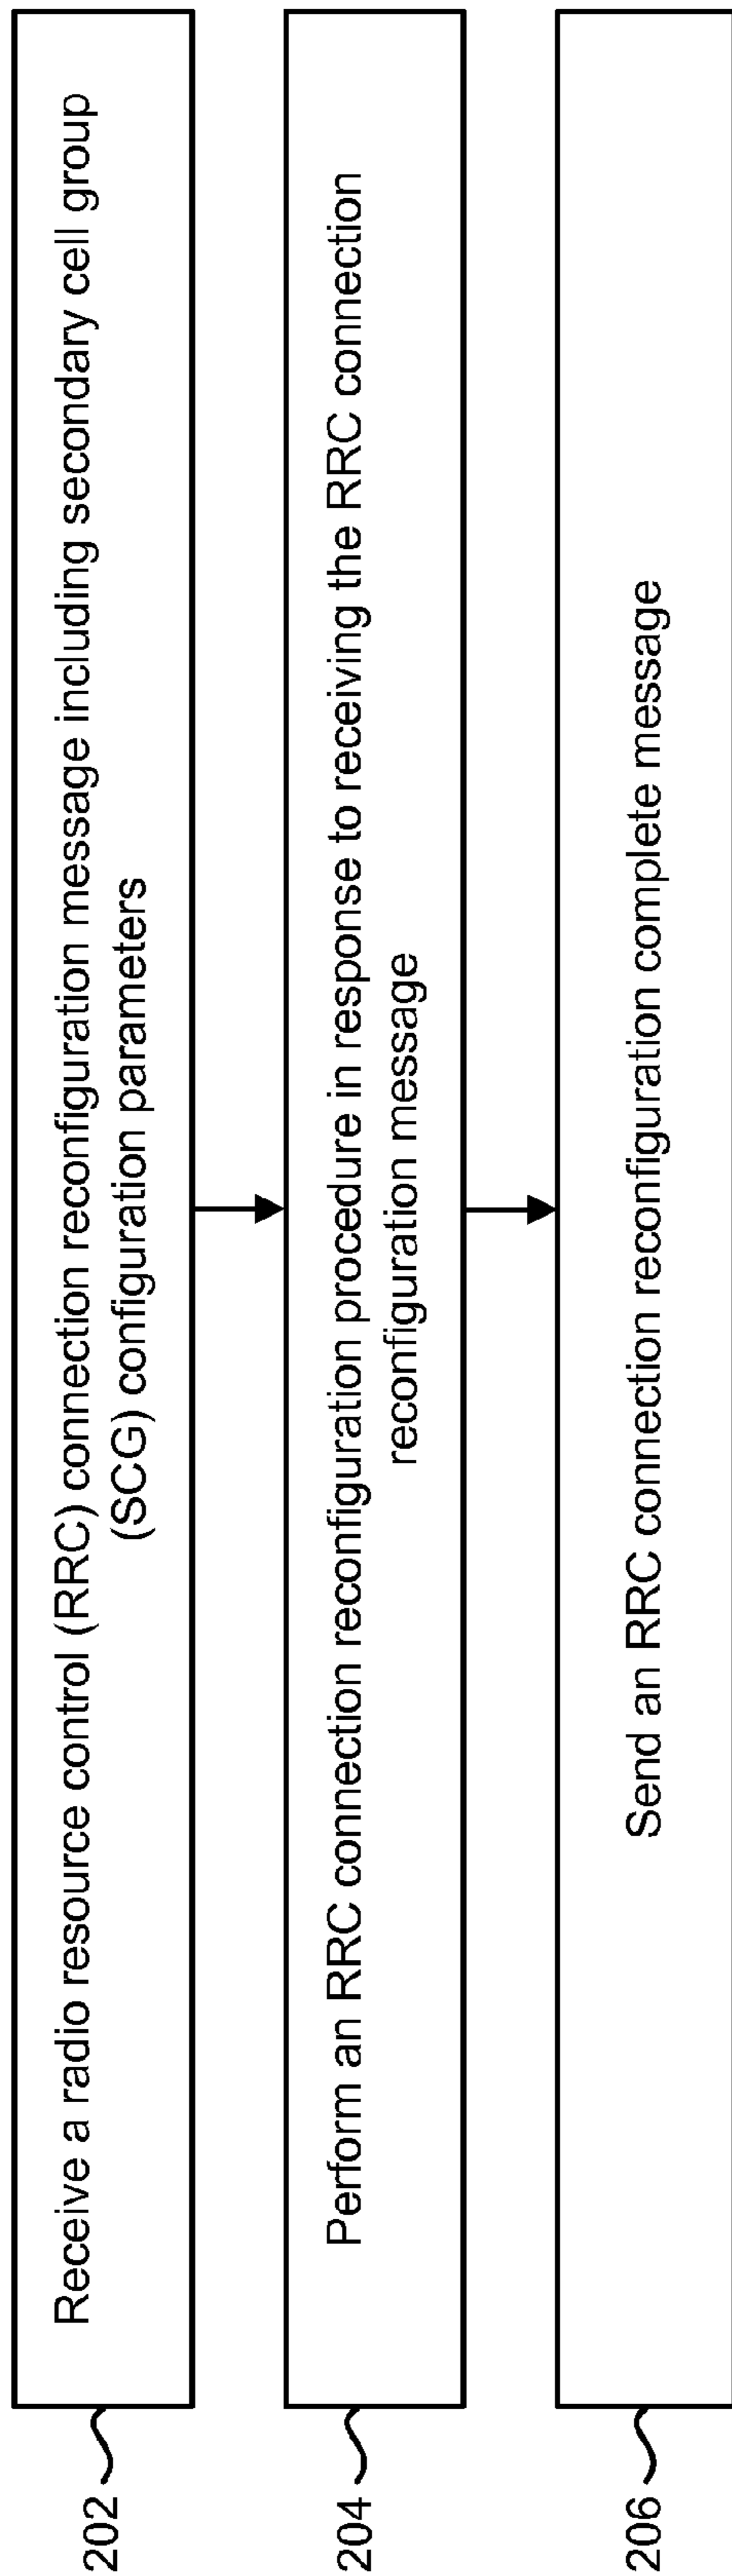 202
Receive a radio resource control (RRC) connection reconfiguration message including secondary cell group
(SCG) configuration parameters
204
Perform an RRC connection reconfiguration procedure in response to receiving the RRC connection
reconfiguration message
206
Send an RRC connection reconfiguration complete message